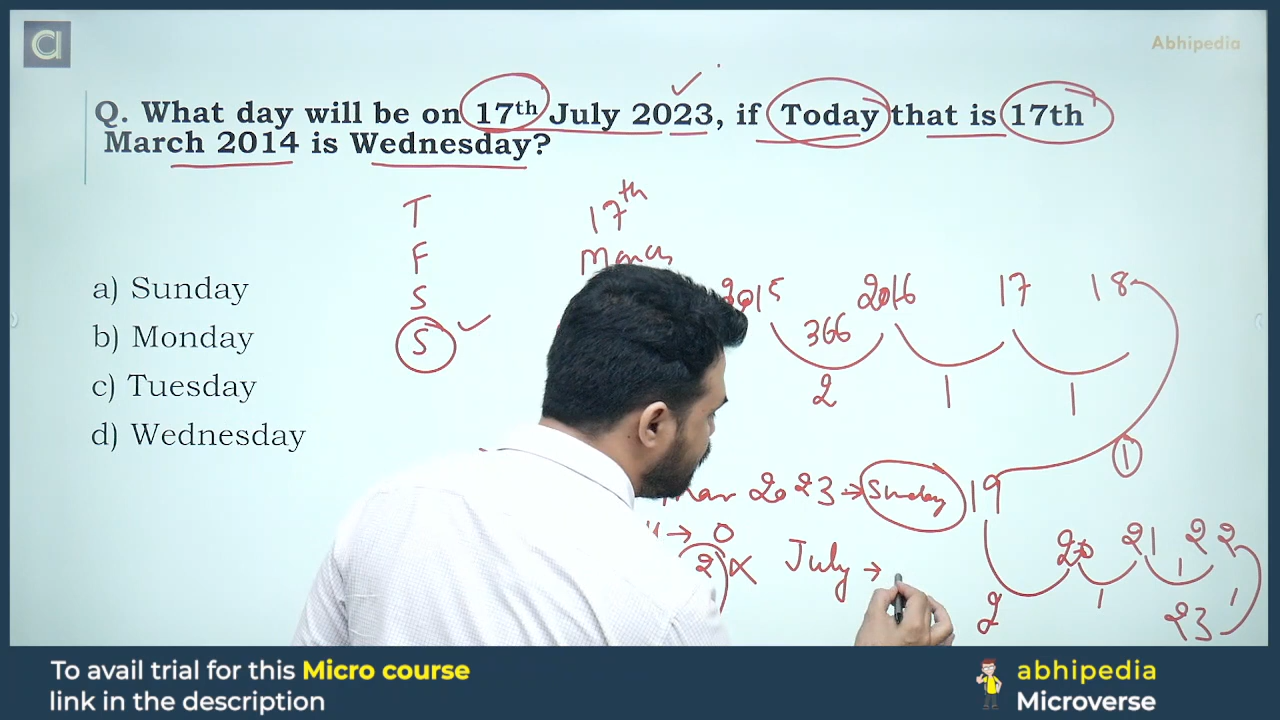 Abhipedia
Q. What day will be on 17th July 2023, if Today that is 17th
March 2014 is Wednesday?
T
F
S
S
17th
March
a) Sunday
b) Monday
c) Tuesday
d) Wednesday
2015 2016 17 18
366
2 1 1 1
Mar 2023 → Sunday 19
→ 0
2 July →
20 21 22
2 1 1 1
23
To avail trial for this Micro course
link in the description
abhipedia
Microverse